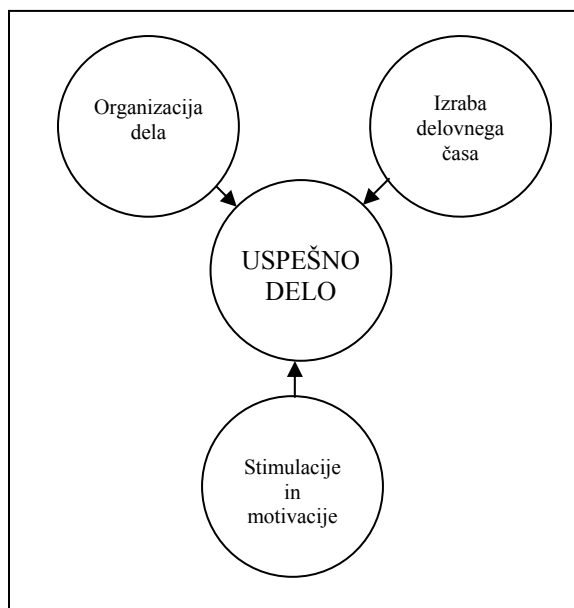 Organizacija
dela
Izraba
delovnega
časa
USPEŠNO
DELO
Stimulacije
in
motivacije